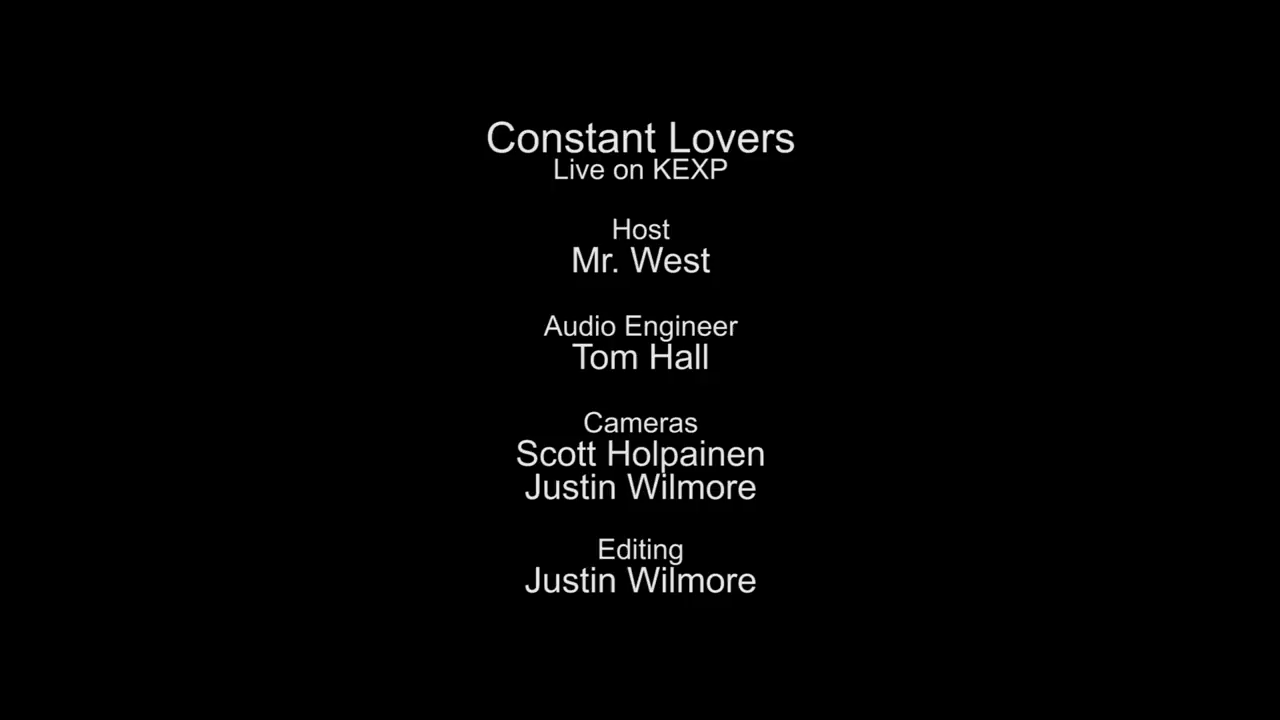 Constant Lovers
Live on KEXP
Host
Mr. West
Audio Engineer
Tom Hall
Cameras
Scott Holpainen
Justin Wilmore
Editing
Justin Wilmore